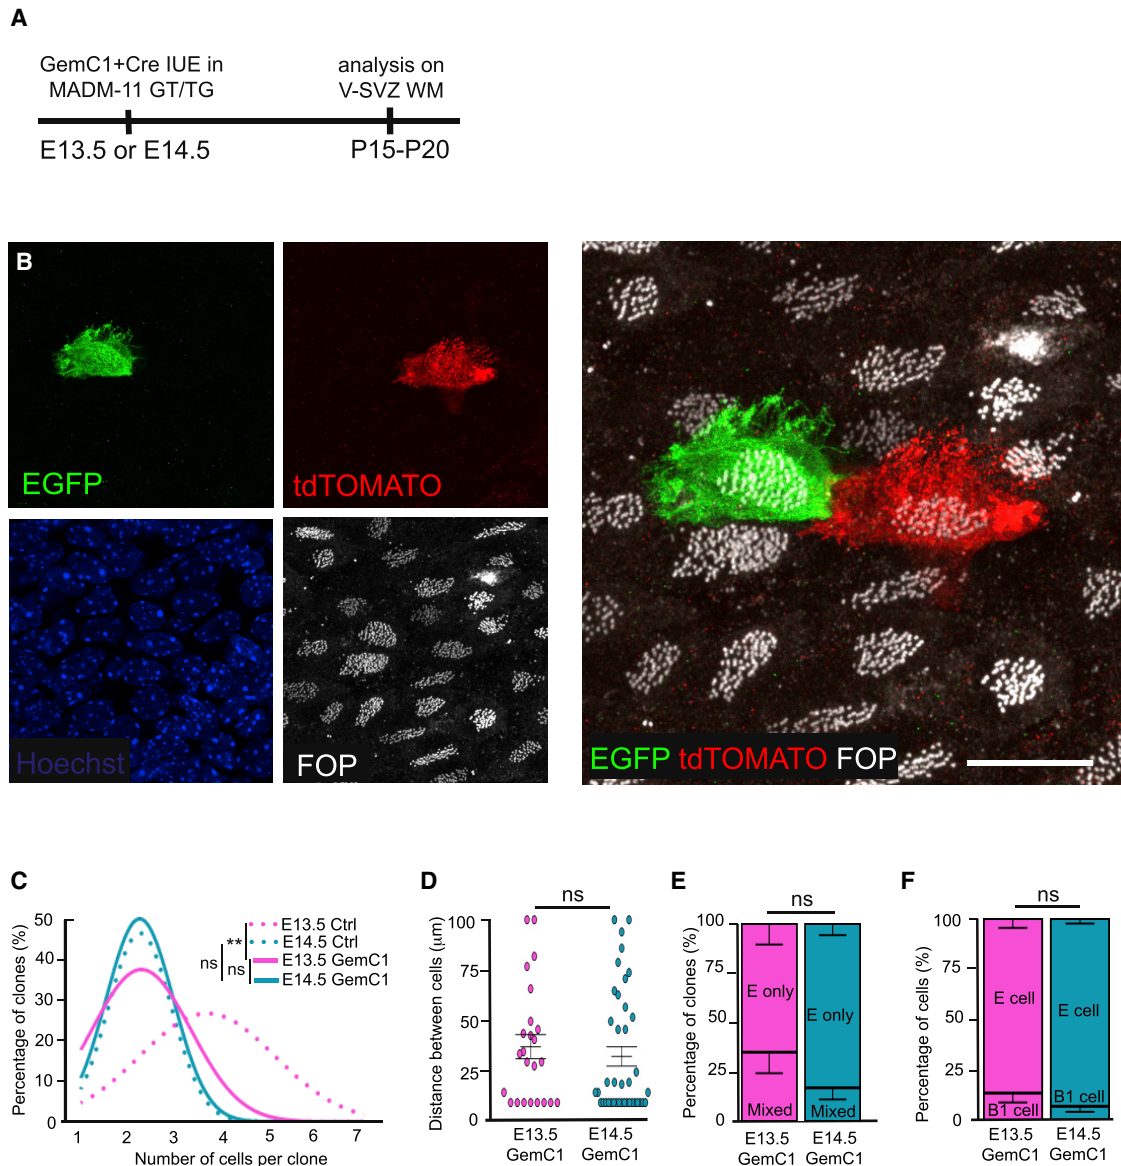 A
GemC1+Cre IUE in
MADM-11 GT/TG
analysis on
V-SVZ WM
E13.5 or E14.5
P15-P20
B
EGFP
tdTOMATO
Hoechst
FOP
EGFP tdTOMATO FOP
C
Percentage of clones (%)
50
40
30
20
10
0
1 2 3 4 5 6 7
Number of cells per clone
E13.5 Ctrl
E14.5 Ctrl
E13.5 GemC1
E14.5 GemC1
**
ns
ns
D
ns
Distance between cells (μm)
100
75
50
25
0
E13.5
GemC1
E14.5
GemC1
E
ns
Percentage of clones (%)
100
75
50
25
0
E only
E only
Mixed
Mixed
E13.5
GemC1
E14.5
GemC1
F
ns
Percentage of cells (%)
100
75
50
25
0
E cell
E cell
B1 cell
B1 cell
E13.5
GemC1
E14.5
GemC1